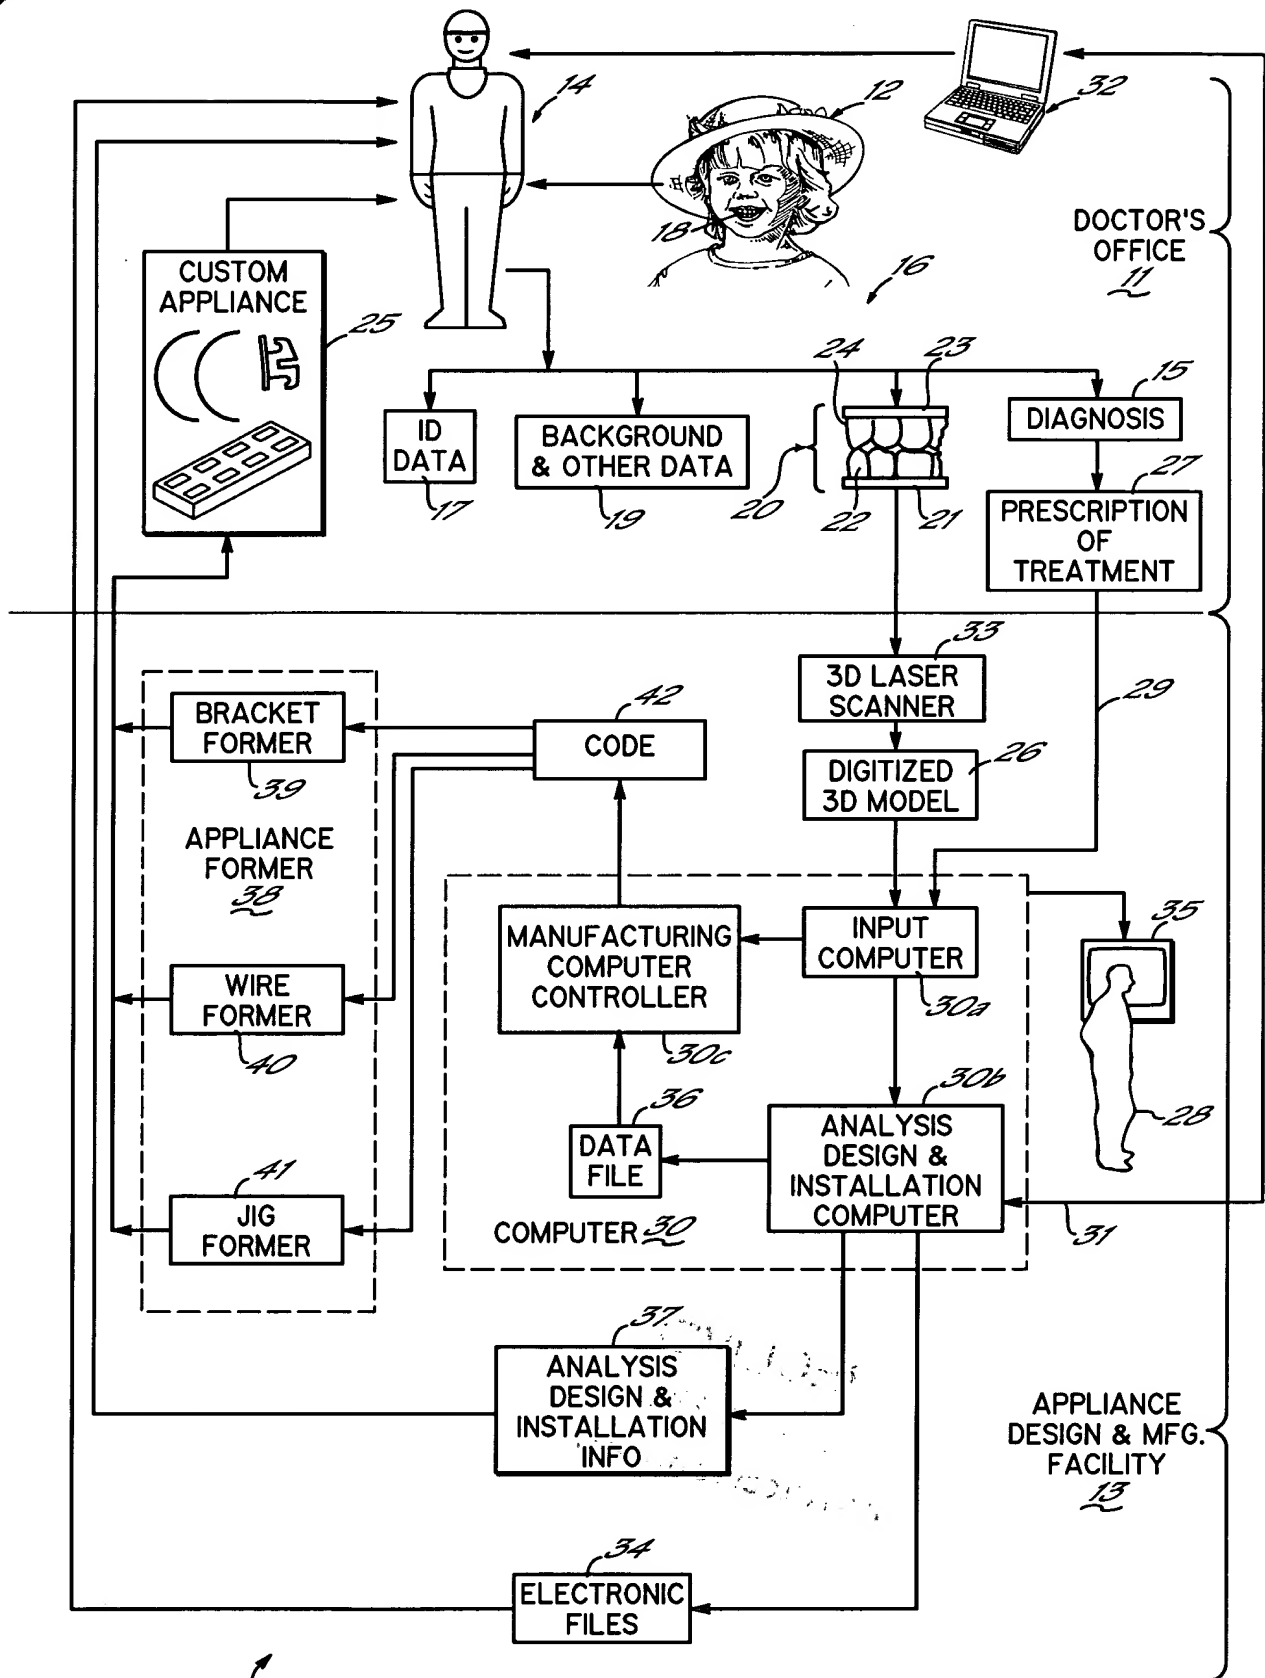 14
12
32
DOCTOR'S
OFFICE
11
18
16
CUSTOM
APPLIANCE
25
24
23
15
ID
DATA
17
BACKGROUND
& OTHER DATA
19
20
22
21
DIAGNOSIS
27
PRESCRIPTION
OF
TREATMENT
33
3D LASER
SCANNER
29
42
CODE
26
DIGITIZED
3D MODEL
BRACKET
FORMER
39
APPLIANCE
FORMER
38
MANUFACTURING
COMPUTER
CONTROLLER
30c
INPUT
COMPUTER
30a
35
WIRE
FORMER
40
36
DATA
FILE
30b
ANALYSIS
DESIGN &
INSTALLATION
COMPUTER
28
41
JIG
FORMER
COMPUTER 30
31
37
ANALYSIS
DESIGN &
INSTALLATION
INFO
APPLIANCE
DESIGN & MFG.
FACILITY
13
34
ELECTRONIC
FILES